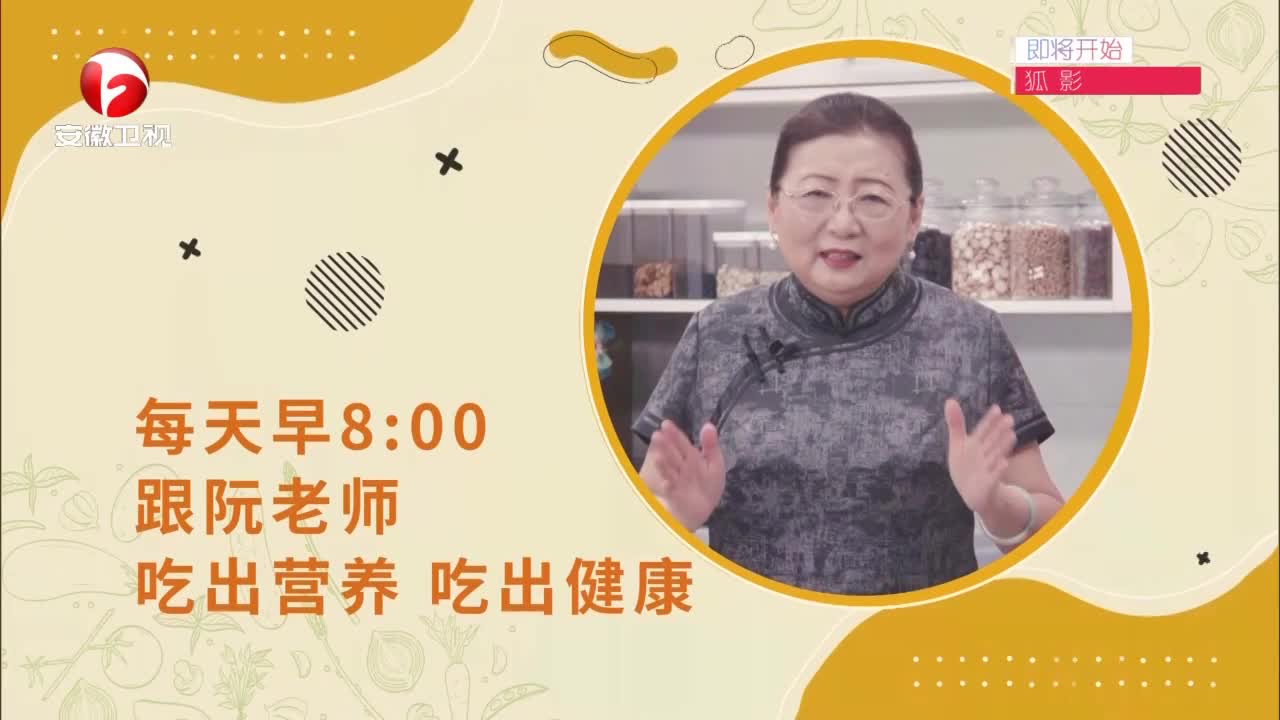 安徽卫视
即将开始
狐影
每天早8:00
跟阮老师
吃出营养 吃出健康